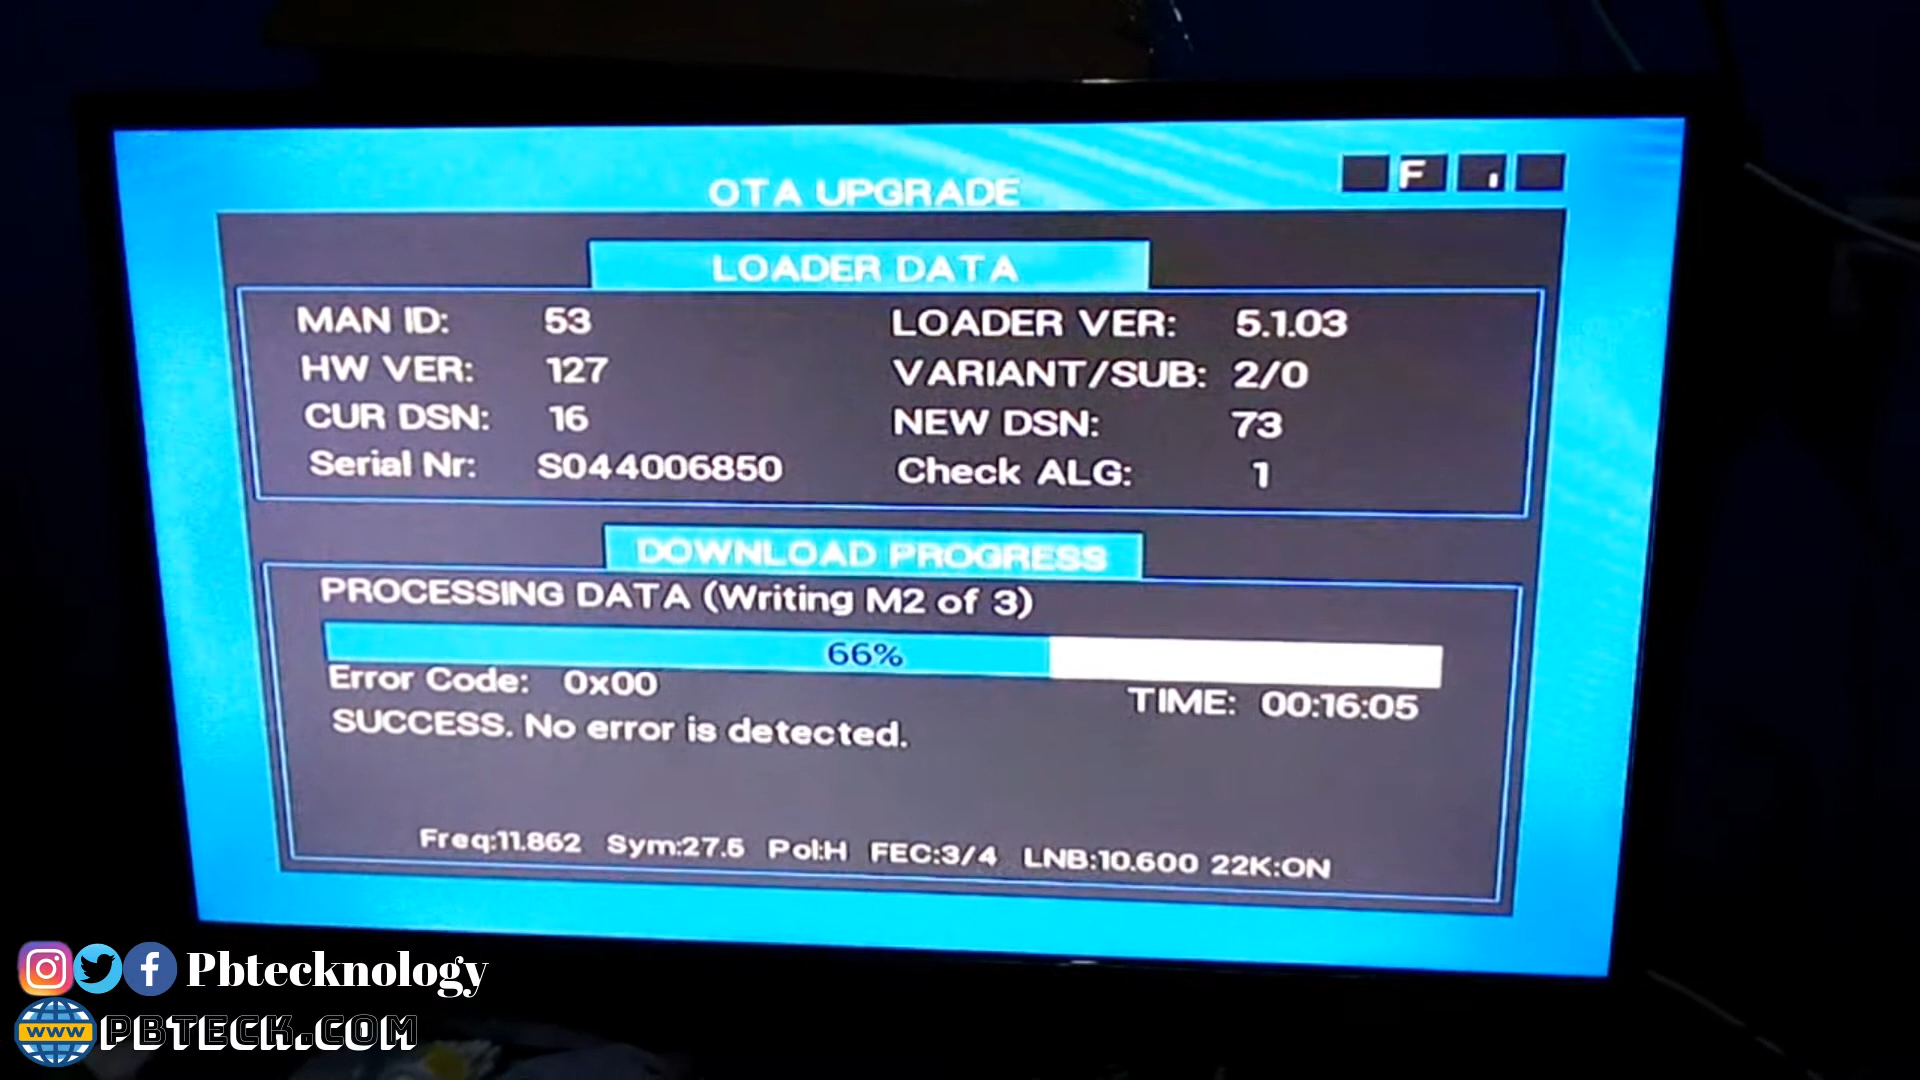 OTA UPGRADE
F
LOADER DATA
MAN ID: 53 LOADER VER: 5.1.03
HW VER: 127 VARIANT/SUB: 2/0
CUR DSN: 16 NEW DSN: 73
Serial Nr: S044006850 Check ALG: 1
DOWNLOAD PROGRESS
PROCESSING DATA (Writing M2 of 3)
66%
Error Code: 0x00
TIME: 00:16:05
SUCCESS. No error is detected.
Freq:11.862 Sym:27.5 Pol:H FEC:3/4 LNB:10.600 22K:ON
Pbtecknology
www PBTECK.COM